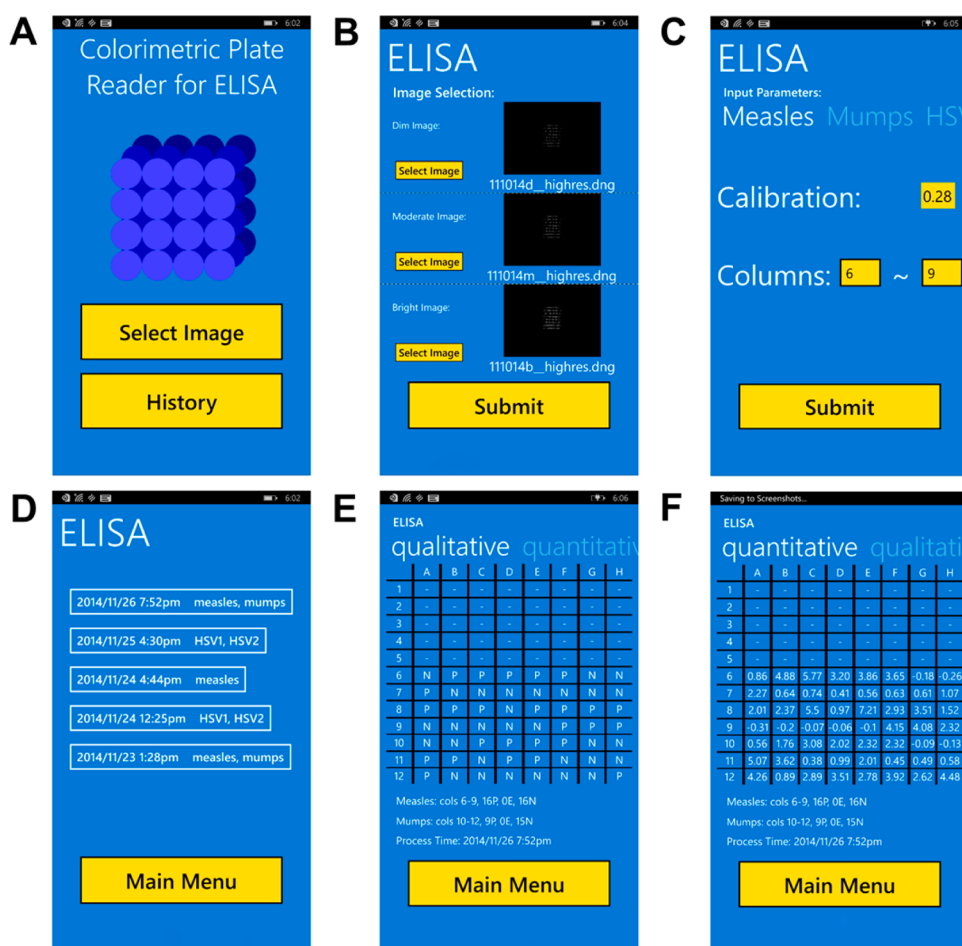 A
6:02
Colorimetric Plate
Reader for ELISA
Select Image
History
B
6:04
ELISA
Image Selection:
Dim Image:
Select Image
111014d__highres.dng
Moderate Image:
Select Image
111014m__highres.dng
Bright Image:
Select Image
111014b__highres.dng
Submit
C
6:05
ELISA
Input Parameters:
Measles Mumps HSV
Calibration: 0.28
Columns: 6 ~ 9
Submit
D
6:02
ELISA
2014/11/26 7:52pm measles, mumps
2014/11/25 4:30pm HSV1, HSV2
2014/11/24 4:44pm measles
2014/11/24 12:25pm HSV1, HSV2
2014/11/23 1:28pm measles, mumps
Main Menu
E
6:06
ELISA
qualitative quantitativ
A B C D E F G H
1 - - - - - - - -
2 - - - - - - - -
3 - - - - - - - -
4 - - - - - - - -
5 - - - - - - - -
6 N P P P P P N N
7 P N N N N N N N
8 P P P N P P P P
9 N N N N N P P P
10 N N P P P P N N
11 P P N P P N N N
12 P N N N N N N P
Measles: cols 6-9, 16P, 0E, 16N
Mumps: cols 10-12, 9P, 0E, 15N
Process Time: 2014/11/26 7:52pm
Main Menu
F
Saving to Screenshots...
ELISA
quantitative qualitati
A B C D E F G H
1 - - - - - - - -
2 - - - - - - - -
3 - - - - - - - -
4 - - - - - - - -
5 - - - - - - - -
6 0.86 4.88 5.77 3.20 3.86 3.65 -0.18 -0.26
7 2.27 0.64 0.74 0.41 0.56 0.63 0.61 1.07
8 2.01 2.37 5.5 0.97 7.21 2.93 3.51 1.52
9 -0.31 -0.2 -0.07 -0.06 -0.1 4.15 4.08 2.32
10 0.56 1.76 3.08 2.02 2.32 2.32 -0.09 -0.13
11 5.07 3.62 0.38 0.99 2.01 0.45 0.49 0.58
12 4.26 0.89 2.89 3.51 2.78 3.92 2.62 4.48
Measles: cols 6-9, 16P, 0E, 16N
Mumps: cols 10-12, 9P, 0E, 15N
Process Time: 2014/11/26 7:52pm
Main Menu